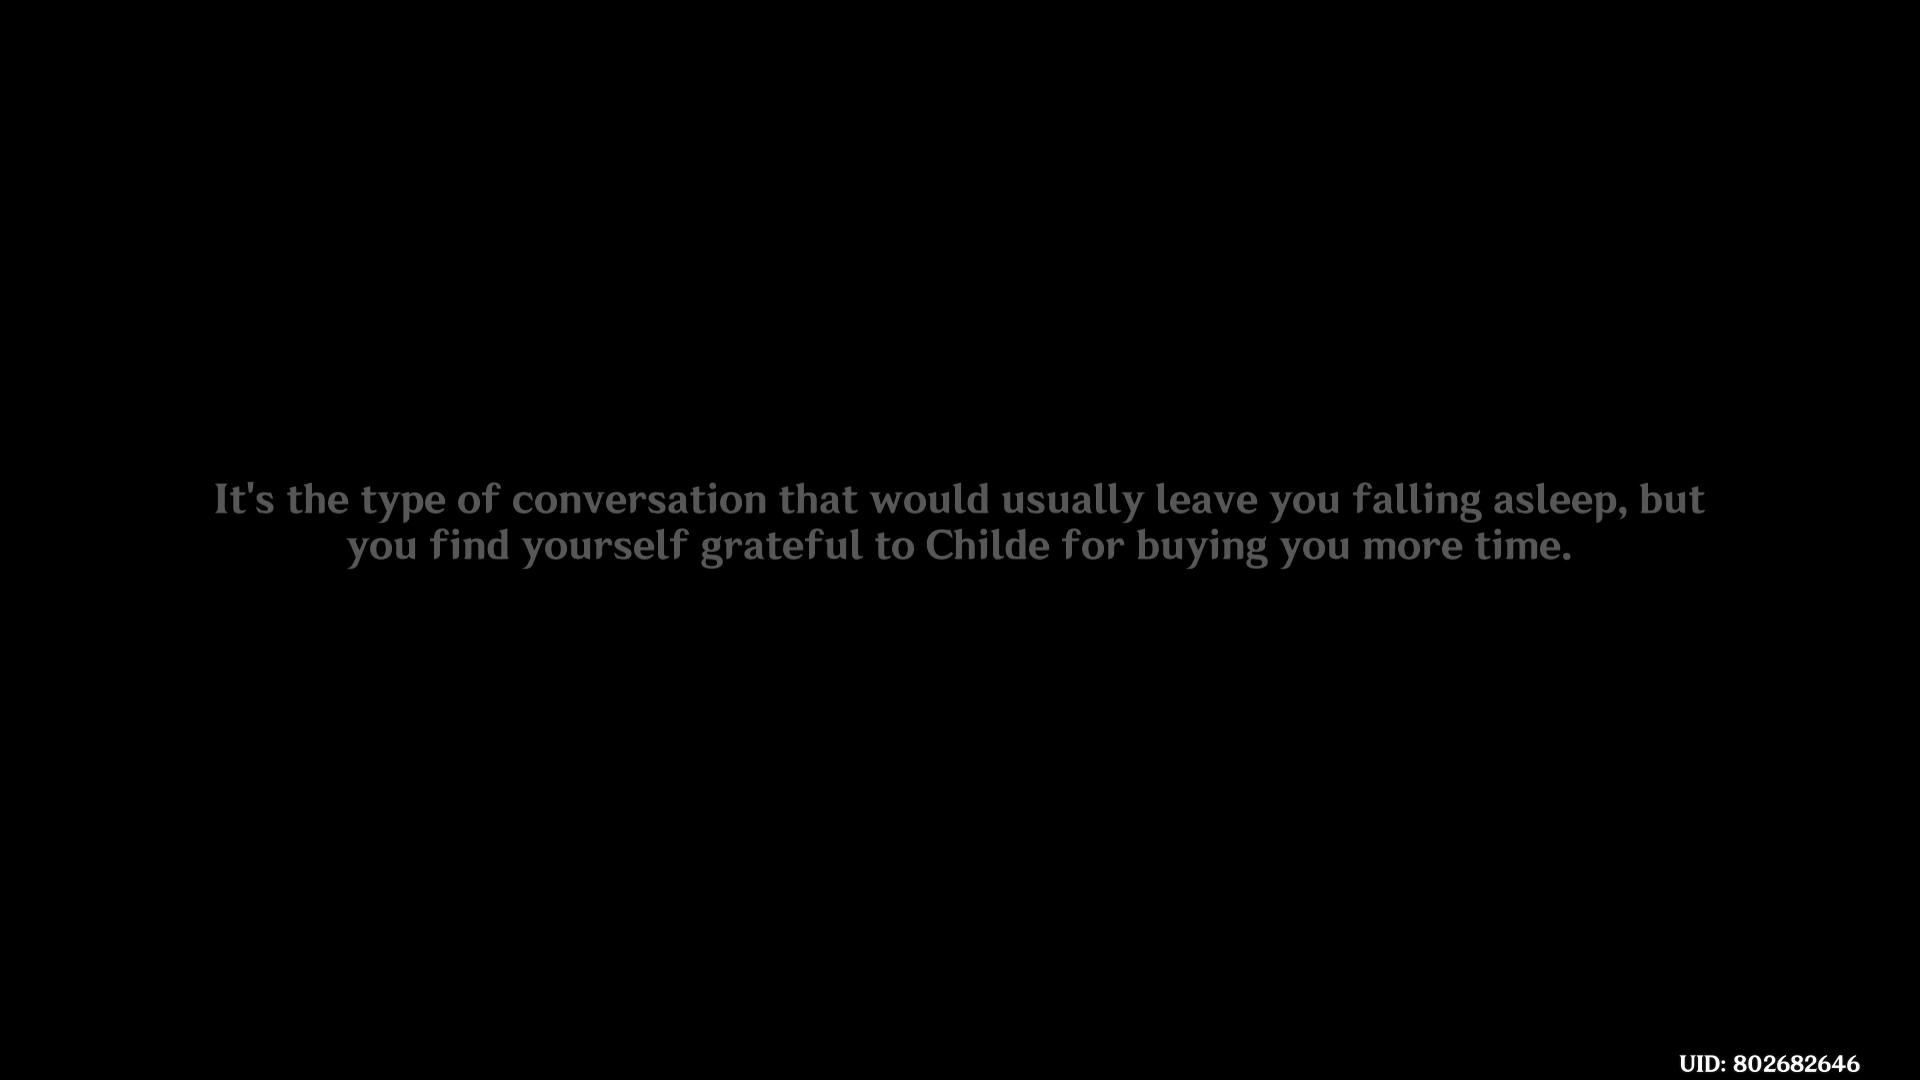 It's the type of conversation that would usually leave you falling asleep, but
you find yourself grateful to Childe for buying you more time.
UID: 802682646